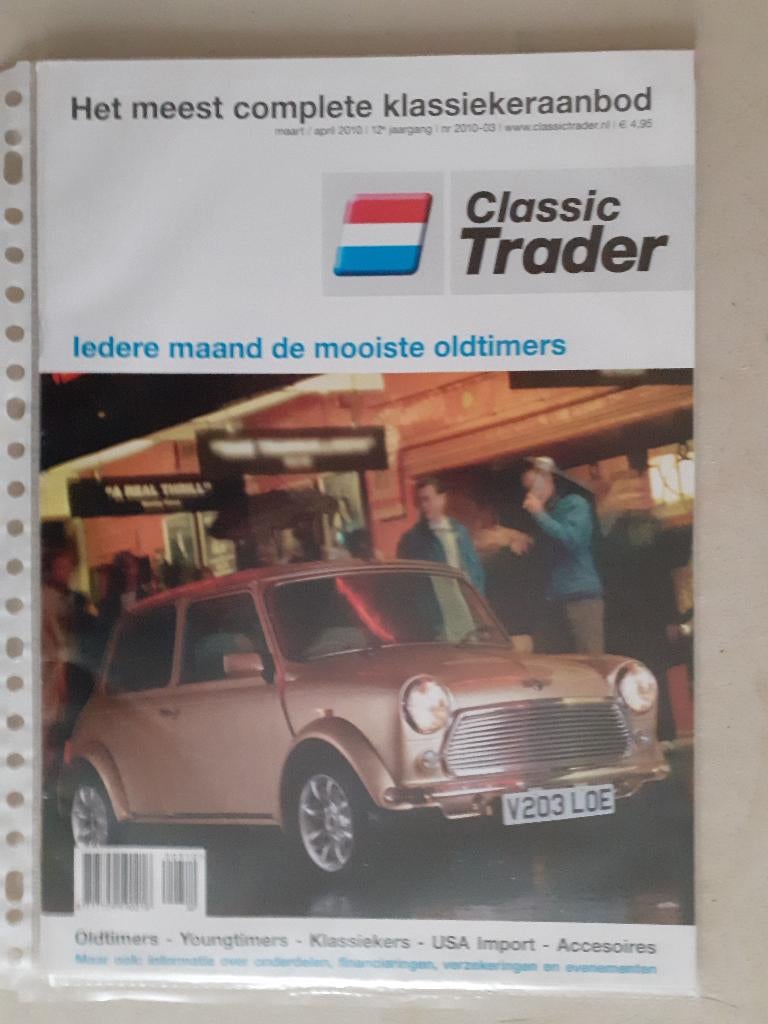 Het meest complete klassiekeraanbod
maart / april 2010 | 12e jaargang | nr 2010-03 | www.classictrader.nl | € 4,95
Classic
Trader
Iedere maand de mooiste oldtimers
"A REAL THRILL"
V203 LOE
Oldtimers - Youngtimers - Klassiekers - USA Import - Accesoires
Maar ook: informatie over onderdelen, financieringen, verzekeringen en evenementen